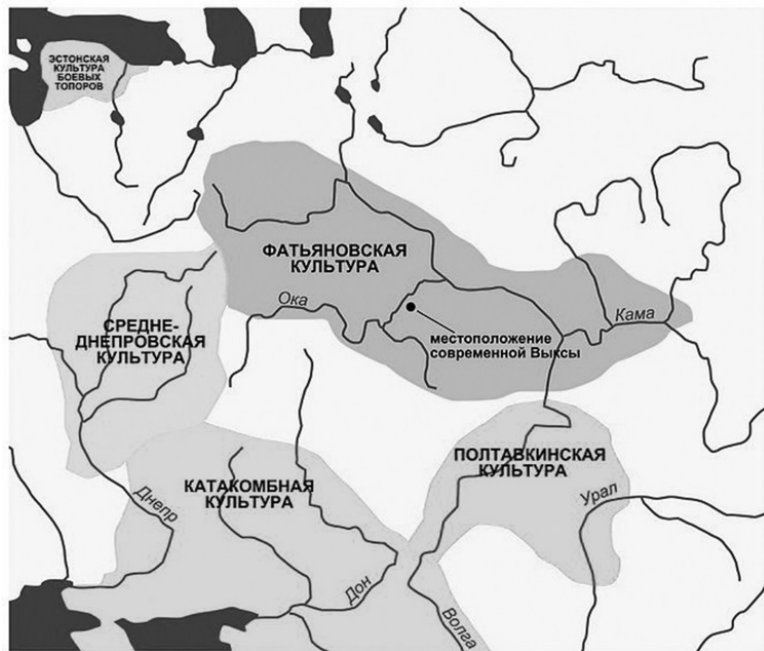 ЭСТОНСКАЯ
КУЛЬТУРА
БОЕВЫХ
ТОПОРОВ
ФАТЬЯНОВСКАЯ
КУЛЬТУРА
Ока
Кама
местоположение
современной Выксы
СРЕДНЕ-
ДНЕПРОВСКАЯ
КУЛЬТУРА
ПОЛТАВКИНСКАЯ
КУЛЬТУРА
КАТАКОМБНАЯ
КУЛЬТУРА
Днепр
Урал
Дон
Волга